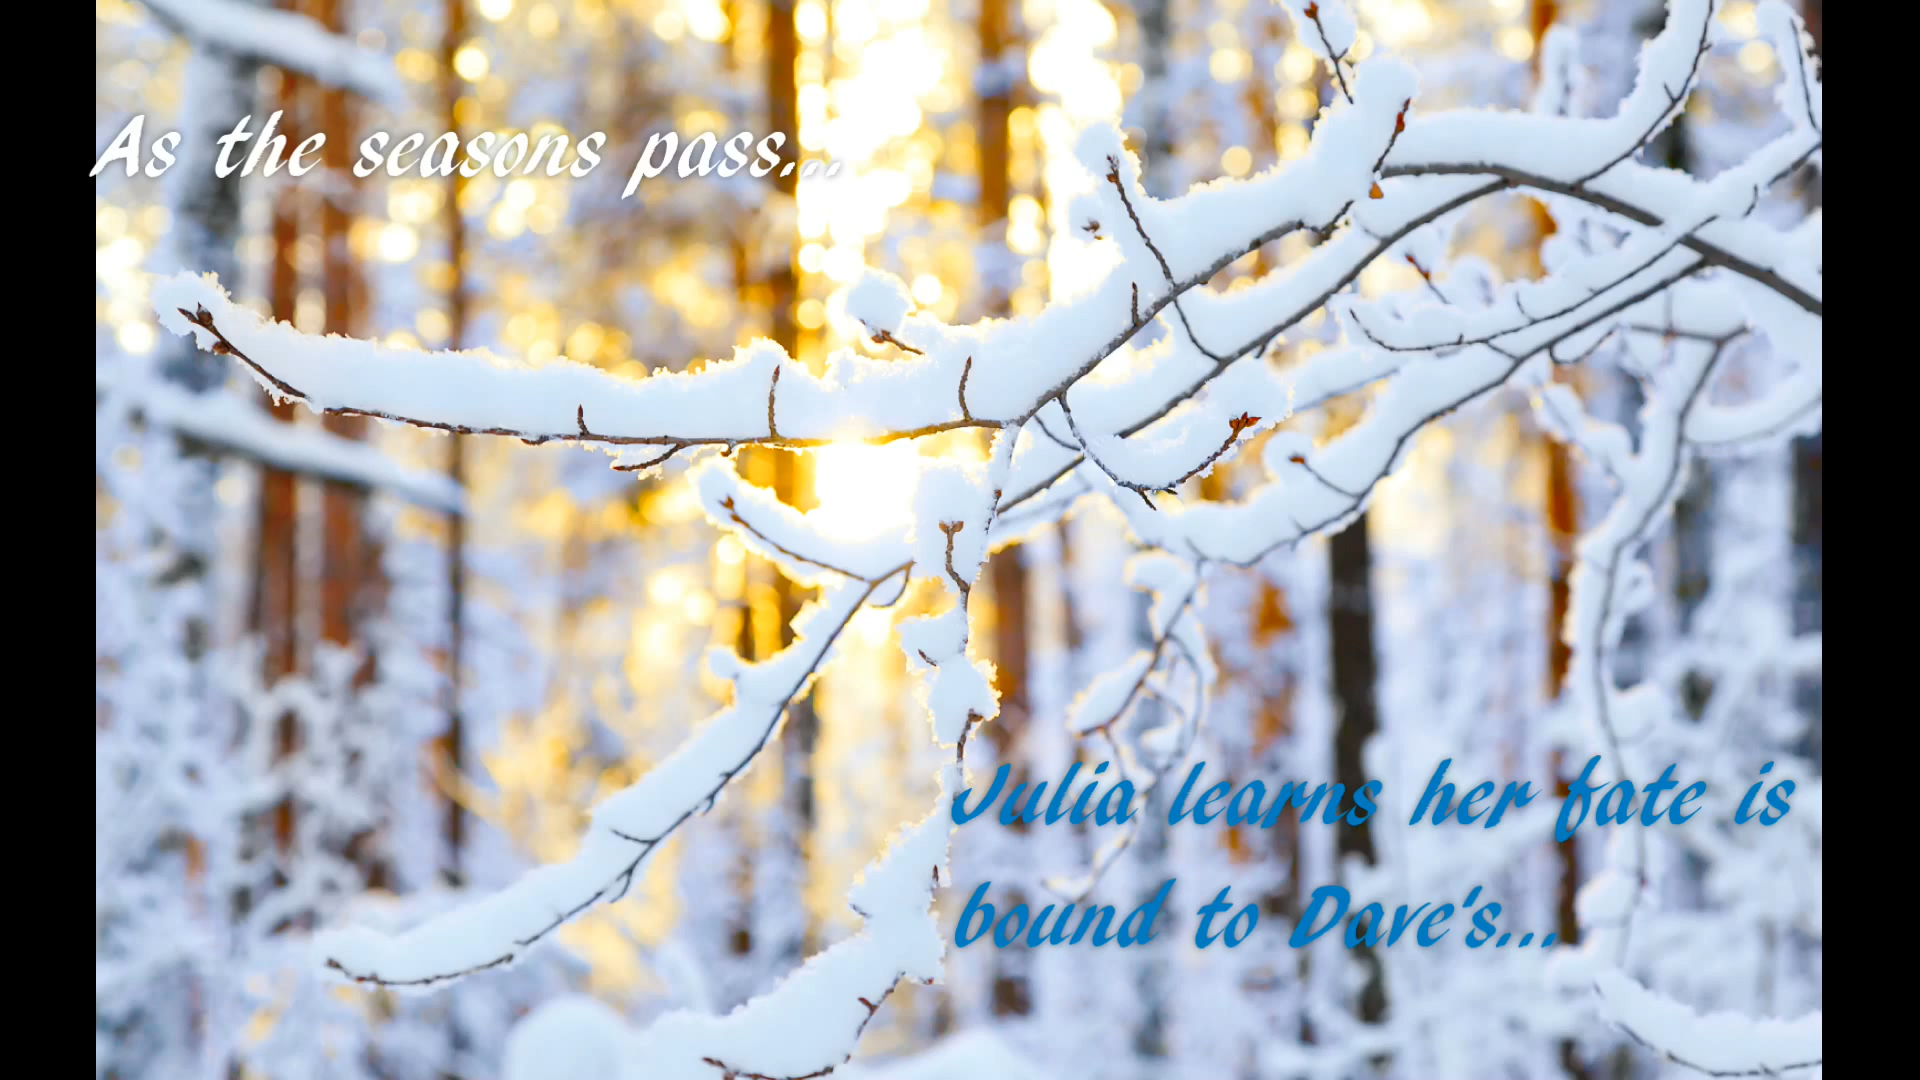 As the seasons pass...
Julia learns her fate is
bound to Dave's...